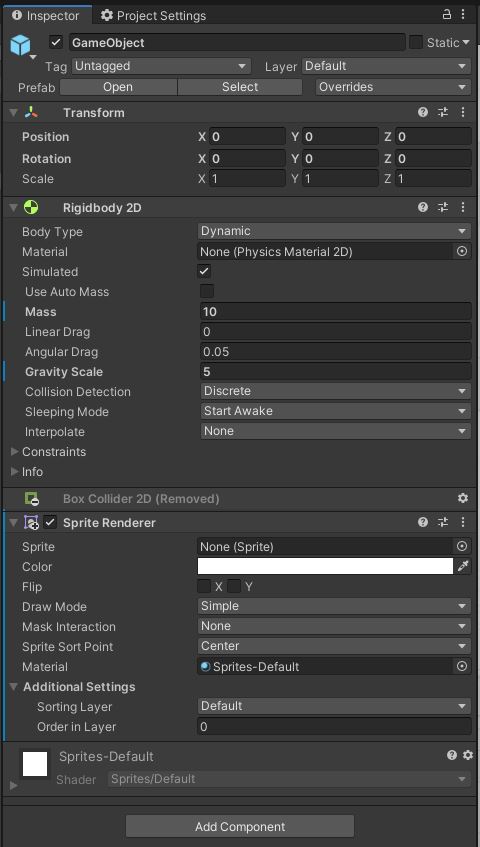 Inspector Project Settings
GameObject Static
Tag Untagged Layer Default
Prefab Open Select Overrides
Transform
Position X 0 Y 0 Z 0
Rotation X 0 Y 0 Z 0
Scale X 1 Y 1 Z 1
Rigidbody 2D
Body Type Dynamic
Material None (Physics Material 2D)
Simulated
Use Auto Mass
Mass 10
Linear Drag 0
Angular Drag 0.05
Gravity Scale 5
Collision Detection Discrete
Sleeping Mode Start Awake
Interpolate None
Constraints
Info
Box Collider 2D (Removed)
Sprite Renderer
Sprite None (Sprite)
Color
Flip X Y
Draw Mode Simple
Mask Interaction None
Sprite Sort Point Center
Material Sprites-Default
Additional Settings
Sorting Layer Default
Order in Layer 0
Sprites-Default
Shader Sprites/Default
Add Component